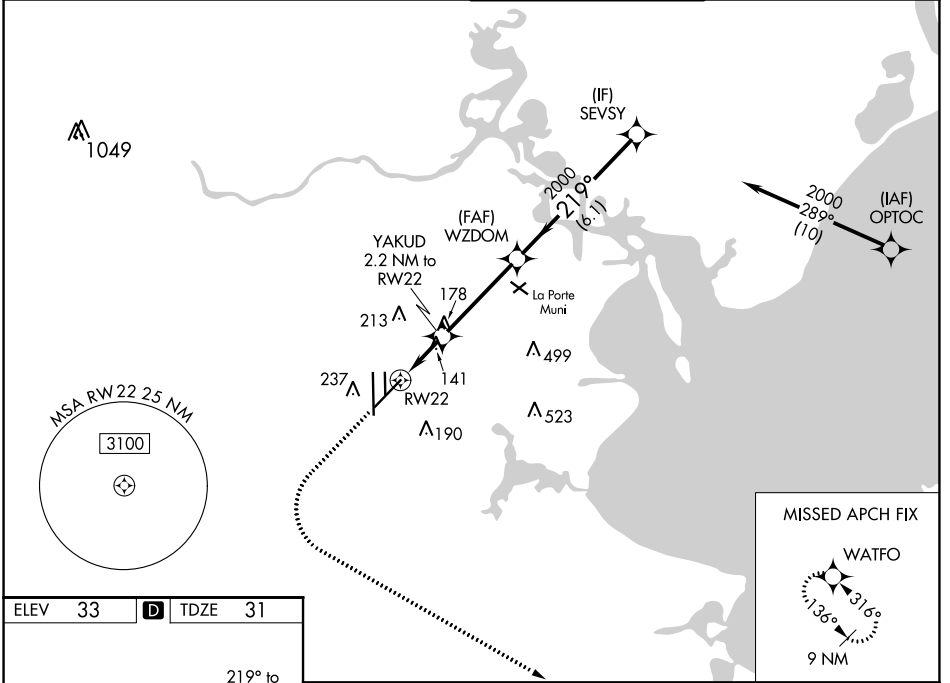 1049
(IF)
SEVSY
2000
219°
(6.1)
2000
289°
(10)
(IAF)
OPTOC
(FAF)
WZDOM
YAKUD
2.2 NM to
RW22
La Porte
Muni
178
213
499
141
237
RW22
523
190
MSA RW22 25 NM
3100
MISSED APCH FIX
WATFO
136°
316°
9 NM
ELEV 33 D TDZE 31
219° to